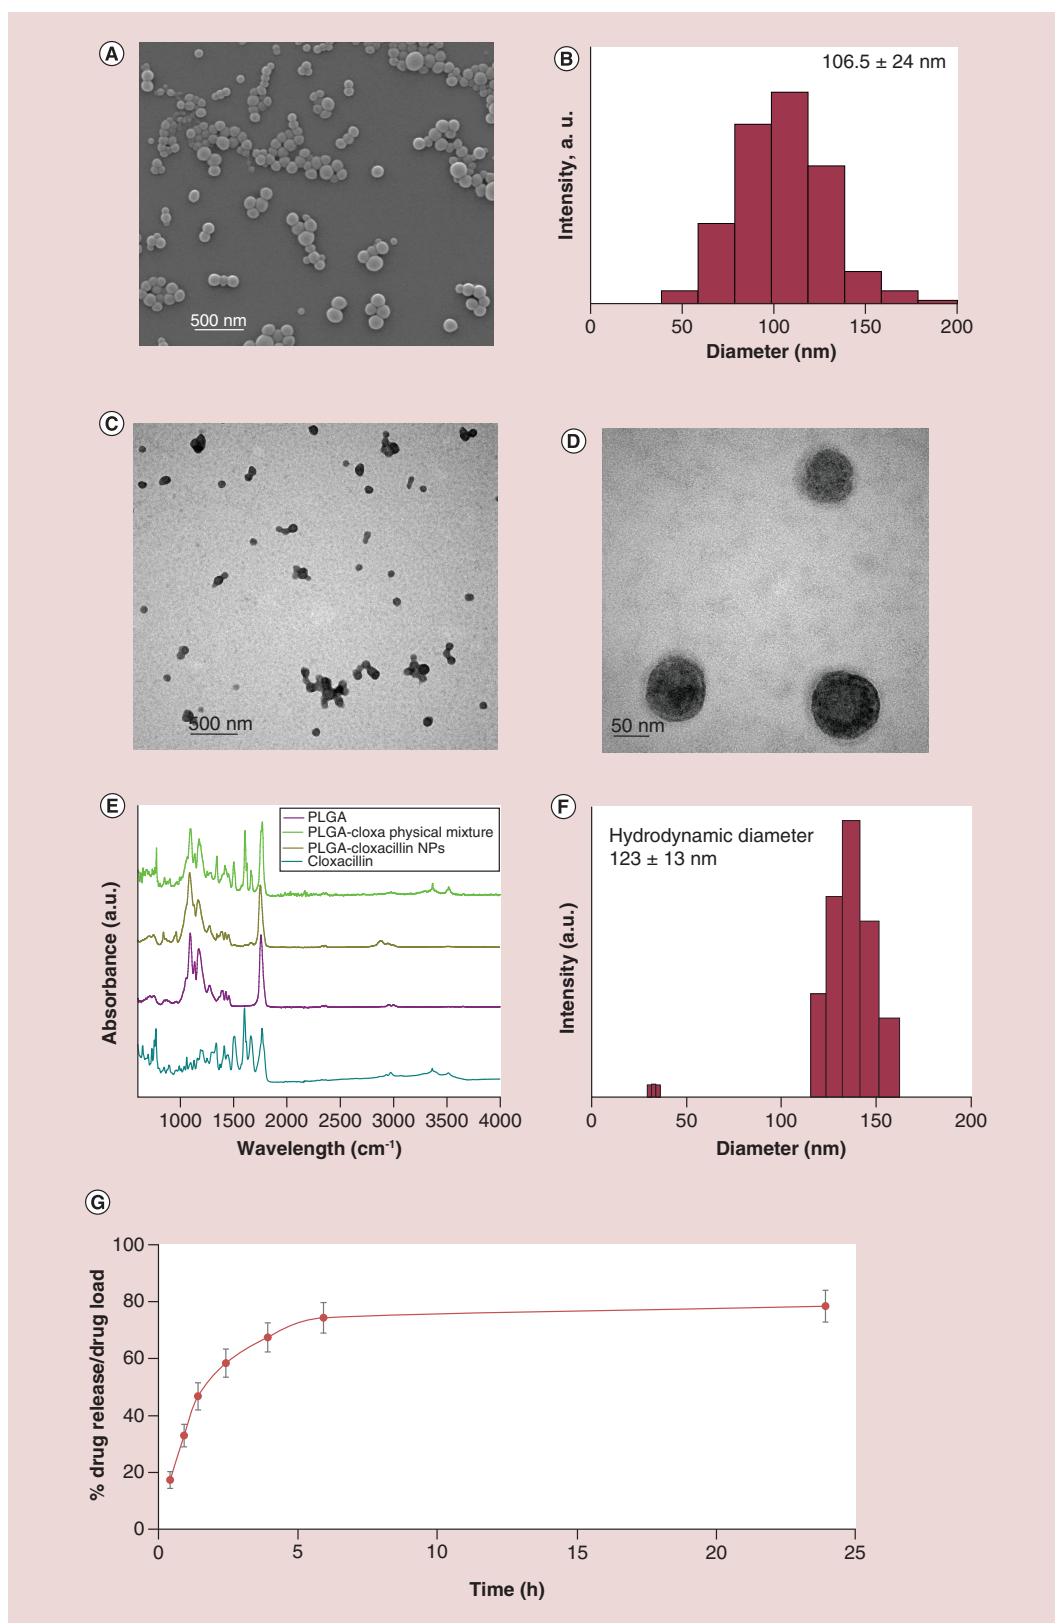 A
500 nm
B
106.5 ± 24 nm
Intensity, a. u.
0
50
100
150
200
Diameter (nm)
C
500 nm
D
50 nm
E
PLGA
PLGA-cloxa physical mixture
PLGA-cloxacillin NPs
Cloxacillin
Absorbance (a.u.)
1000 1500 2000 2500 3000 3500 4000
Wavelength (cm-1)
F
Hydrodynamic diameter
123 ± 13 nm
Intensity (a.u.)
0
50
100
150
200
Diameter (nm)
G
% drug release/drug load
100
80
60
40
20
0
0
5
10
15
20
25
Time (h)